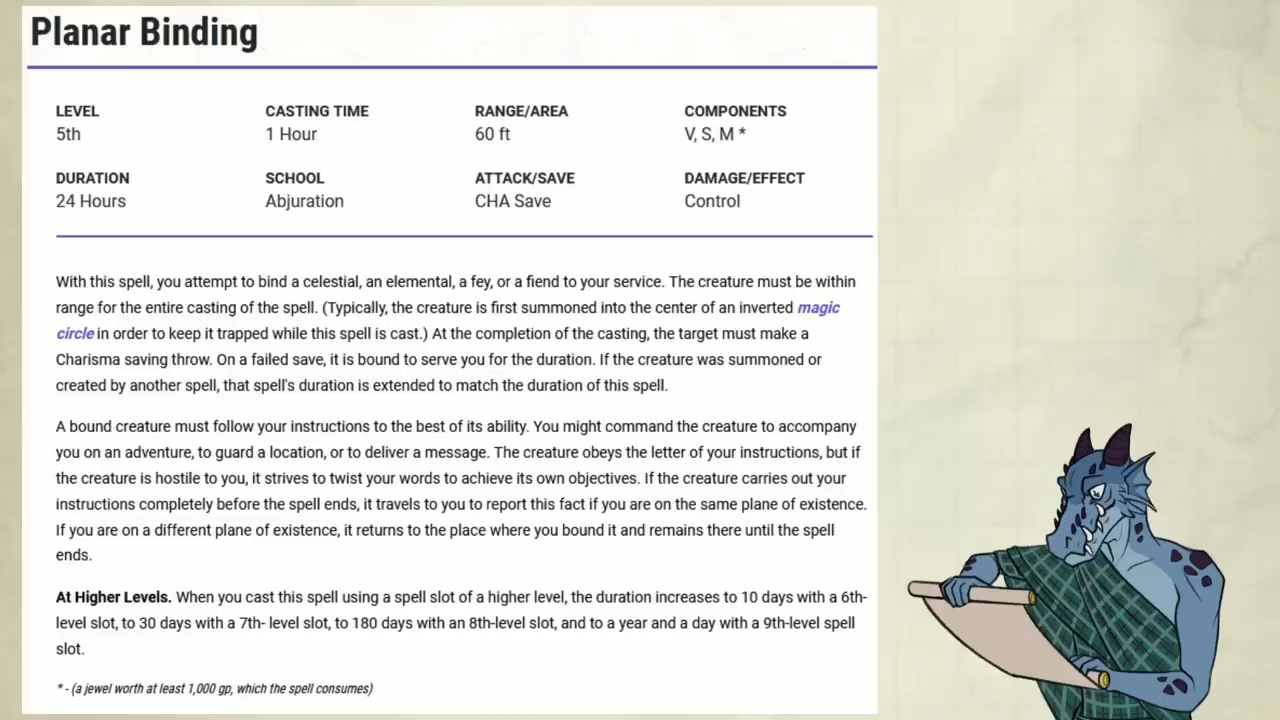 Planar Binding
LEVEL
5th
CASTING TIME
1 Hour
RANGE/AREA
60 ft
COMPONENTS
V, S, M *
DURATION
24 Hours
SCHOOL
Abjuration
ATTACK/SAVE
CHA Save
DAMAGE/EFFECT
Control
With this spell, you attempt to bind a celestial, an elemental, a fey, or a fiend to your service. The creature must be within
range for the entire casting of the spell. (Typically, the creature is first summoned into the center of an inverted magic
circle in order to keep it trapped while this spell is cast.) At the completion of the casting, the target must make a
Charisma saving throw. On a failed save, it is bound to serve you for the duration. If the creature was summoned or
created by another spell, that spell's duration is extended to match the duration of this spell.
A bound creature must follow your instructions to the best of its ability. You might command the creature to accompany
you on an adventure, to guard a location, or to deliver a message. The creature obeys the letter of your instructions, but if
the creature is hostile to you, it strives to twist your words to achieve its own objectives. If the creature carries out your
instructions completely before the spell ends, it travels to you to report this fact if you are on the same plane of existence.
If you are on a different plane of existence, it returns to the place where you bound it and remains there until the spell
ends.
At Higher Levels. When you cast this spell using a spell slot of a higher level, the duration increases to 10 days with a 6th-
level slot, to 30 days with a 7th- level slot, to 180 days with an 8th-level slot, and to a year and a day with a 9th-level spell
slot.
* - (a jewel worth at least 1,000 gp, which the spell consumes)